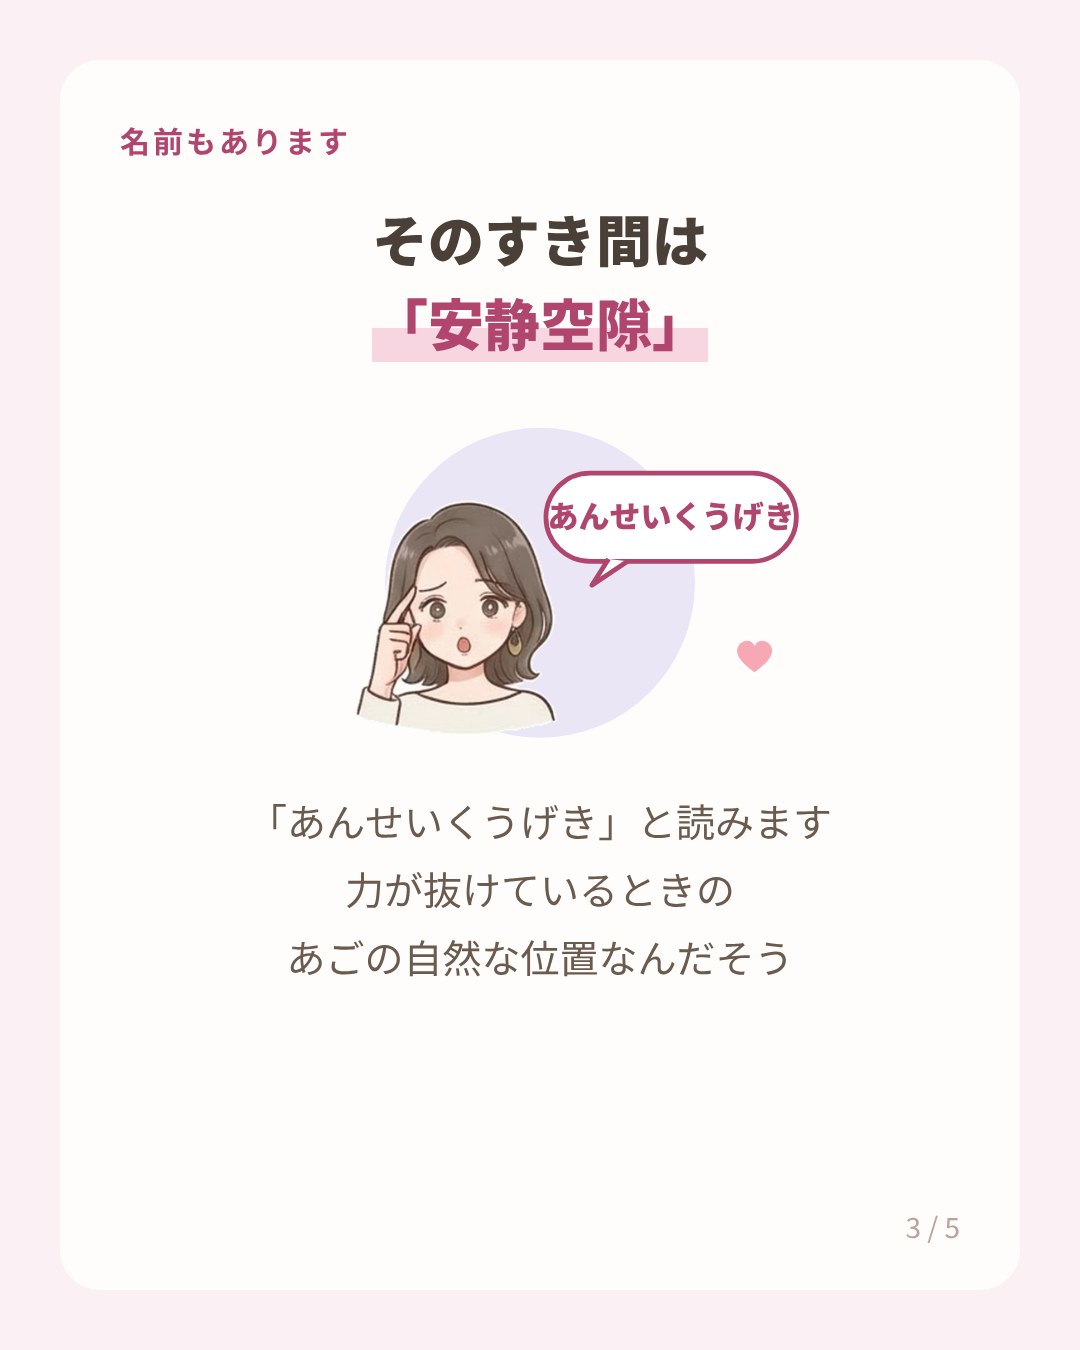 名前もあります
そのすき間は
「安静空隙」
あんせいくうげき
「あんせいくうげき」と読みます
力が抜けているときの
あごの自然な位置なんだそう
3 / 5